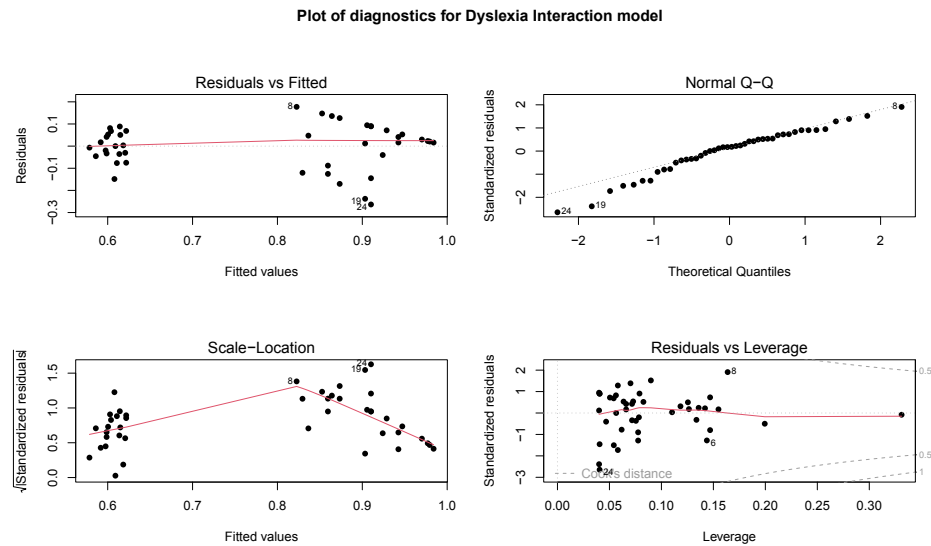 Plot of diagnostics for Dyslexia Interaction model
Residuals vs Fitted
Residuals
0.1
−0.1
−0.3
8
19
24
0.6 0.7 0.8 0.9 1.0
Fitted values
Normal Q−Q
Standardized residuals
2
1
0
−2
8
19
24
−2 −1 0 1 2
Theoretical Quantiles
Scale−Location
√|Standardized residuals|
1.5
1.0
0.5
0.0
24
19
8
0.6 0.7 0.8 0.9 1.0
Fitted values
Residuals vs Leverage
Standardized residuals
2
1
−1
−3
8
6
24
Cook's distance
0.5
0.5
1
0.00 0.05 0.10 0.15 0.20 0.25 0.30
Leverage